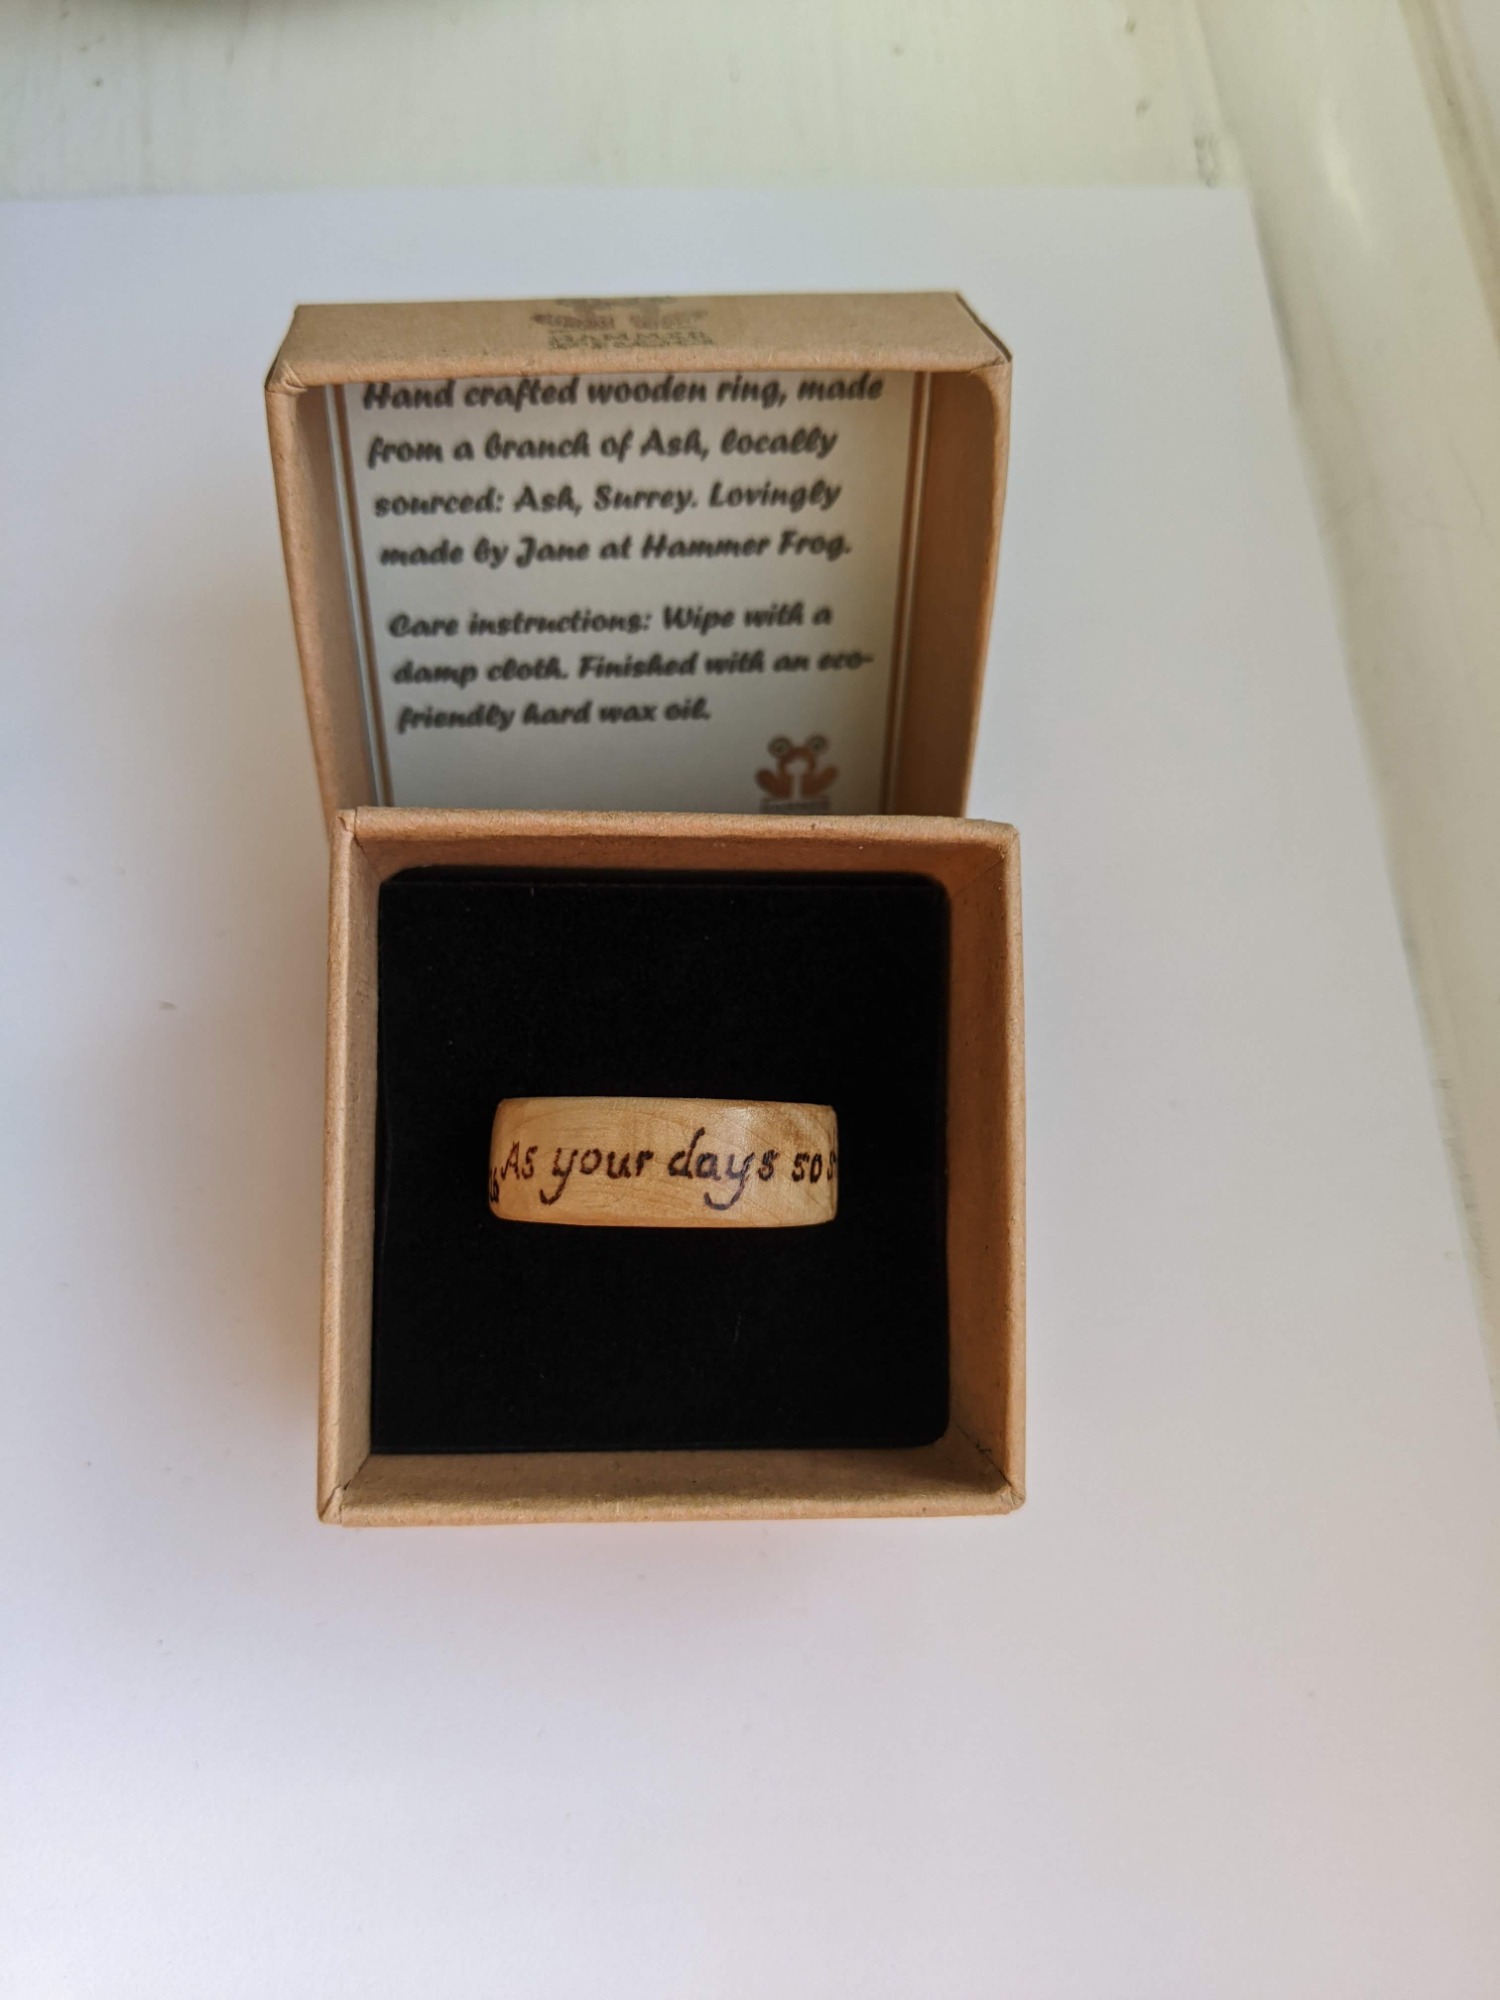 HAMMER
Hand crafted wooden ring, made
from a branch of Ash, locally
sourced: Ash, Surrey. Lovingly
made by Jane at Hammer Frog.
Care instructions: Wipe with a
damp cloth. Finished with an eco-
friendly hard wax oil.
As your days so